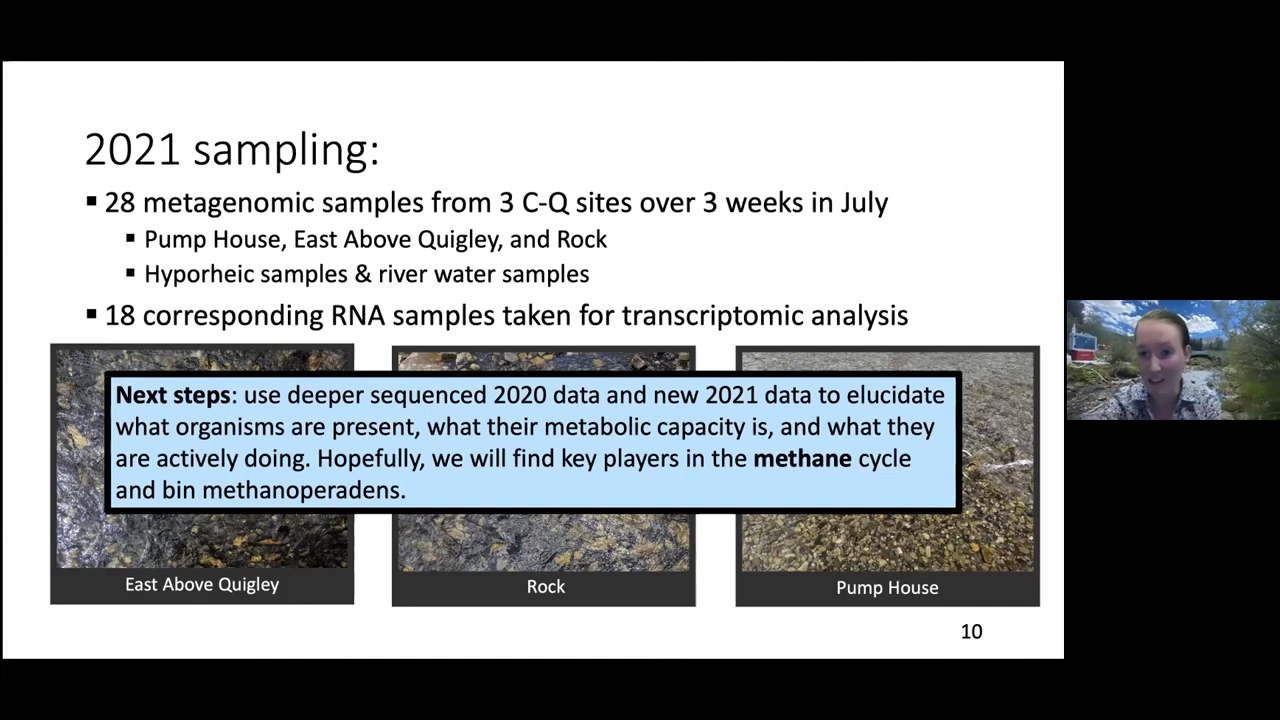 2021 sampling:
▪ 28 metagenomic samples from 3 C-Q sites over 3 weeks in July
▪ Pump House, East Above Quigley, and Rock
▪ Hyporheic samples & river water samples
▪ 18 corresponding RNA samples taken for transcriptomic analysis
Next steps: use deeper sequenced 2020 data and new 2021 data to elucidate
what organisms are present, what their metabolic capacity is, and what they
are actively doing. Hopefully, we will find key players in the methane cycle
and bin methanoperadens.
East Above Quigley
Rock
Pump House
10